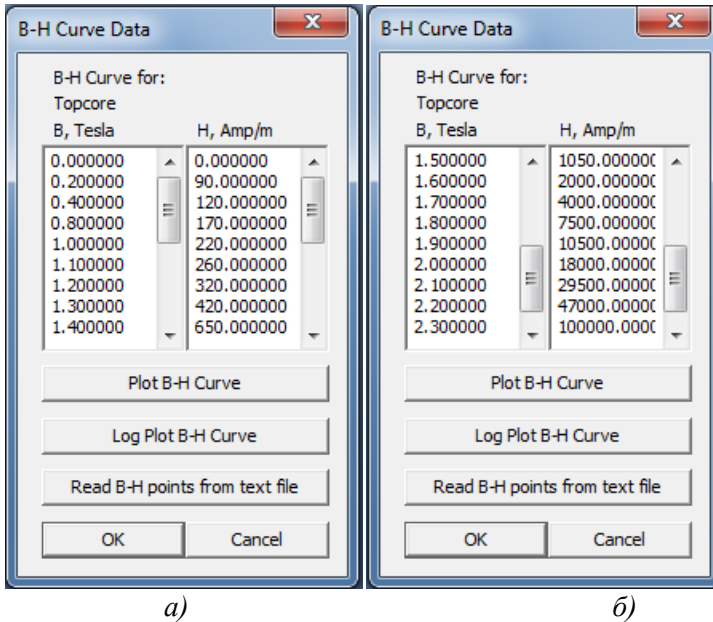 B-H Curve Data
B-H Curve for:
Topcore
B, Tesla H, Amp/m
0.000000 0.000000
0.200000 90.000000
0.400000 120.000000
0.800000 170.000000
1.000000 220.000000
1.100000 260.000000
1.200000 320.000000
1.300000 420.000000
1.400000 650.000000
Plot B-H Curve
Log Plot B-H Curve
Read B-H points from text file
OK Cancel
а)
B-H Curve Data
B-H Curve for:
Topcore
B, Tesla H, Amp/m
1.500000 1050.00000
1.600000 2000.00000
1.700000 4000.00000
1.800000 7500.00000
1.900000 10500.0000
2.000000 18000.0000
2.100000 29500.0000
2.200000 47000.0000
2.300000 100000.0000
Plot B-H Curve
Log Plot B-H Curve
Read B-H points from text file
OK Cancel
б)